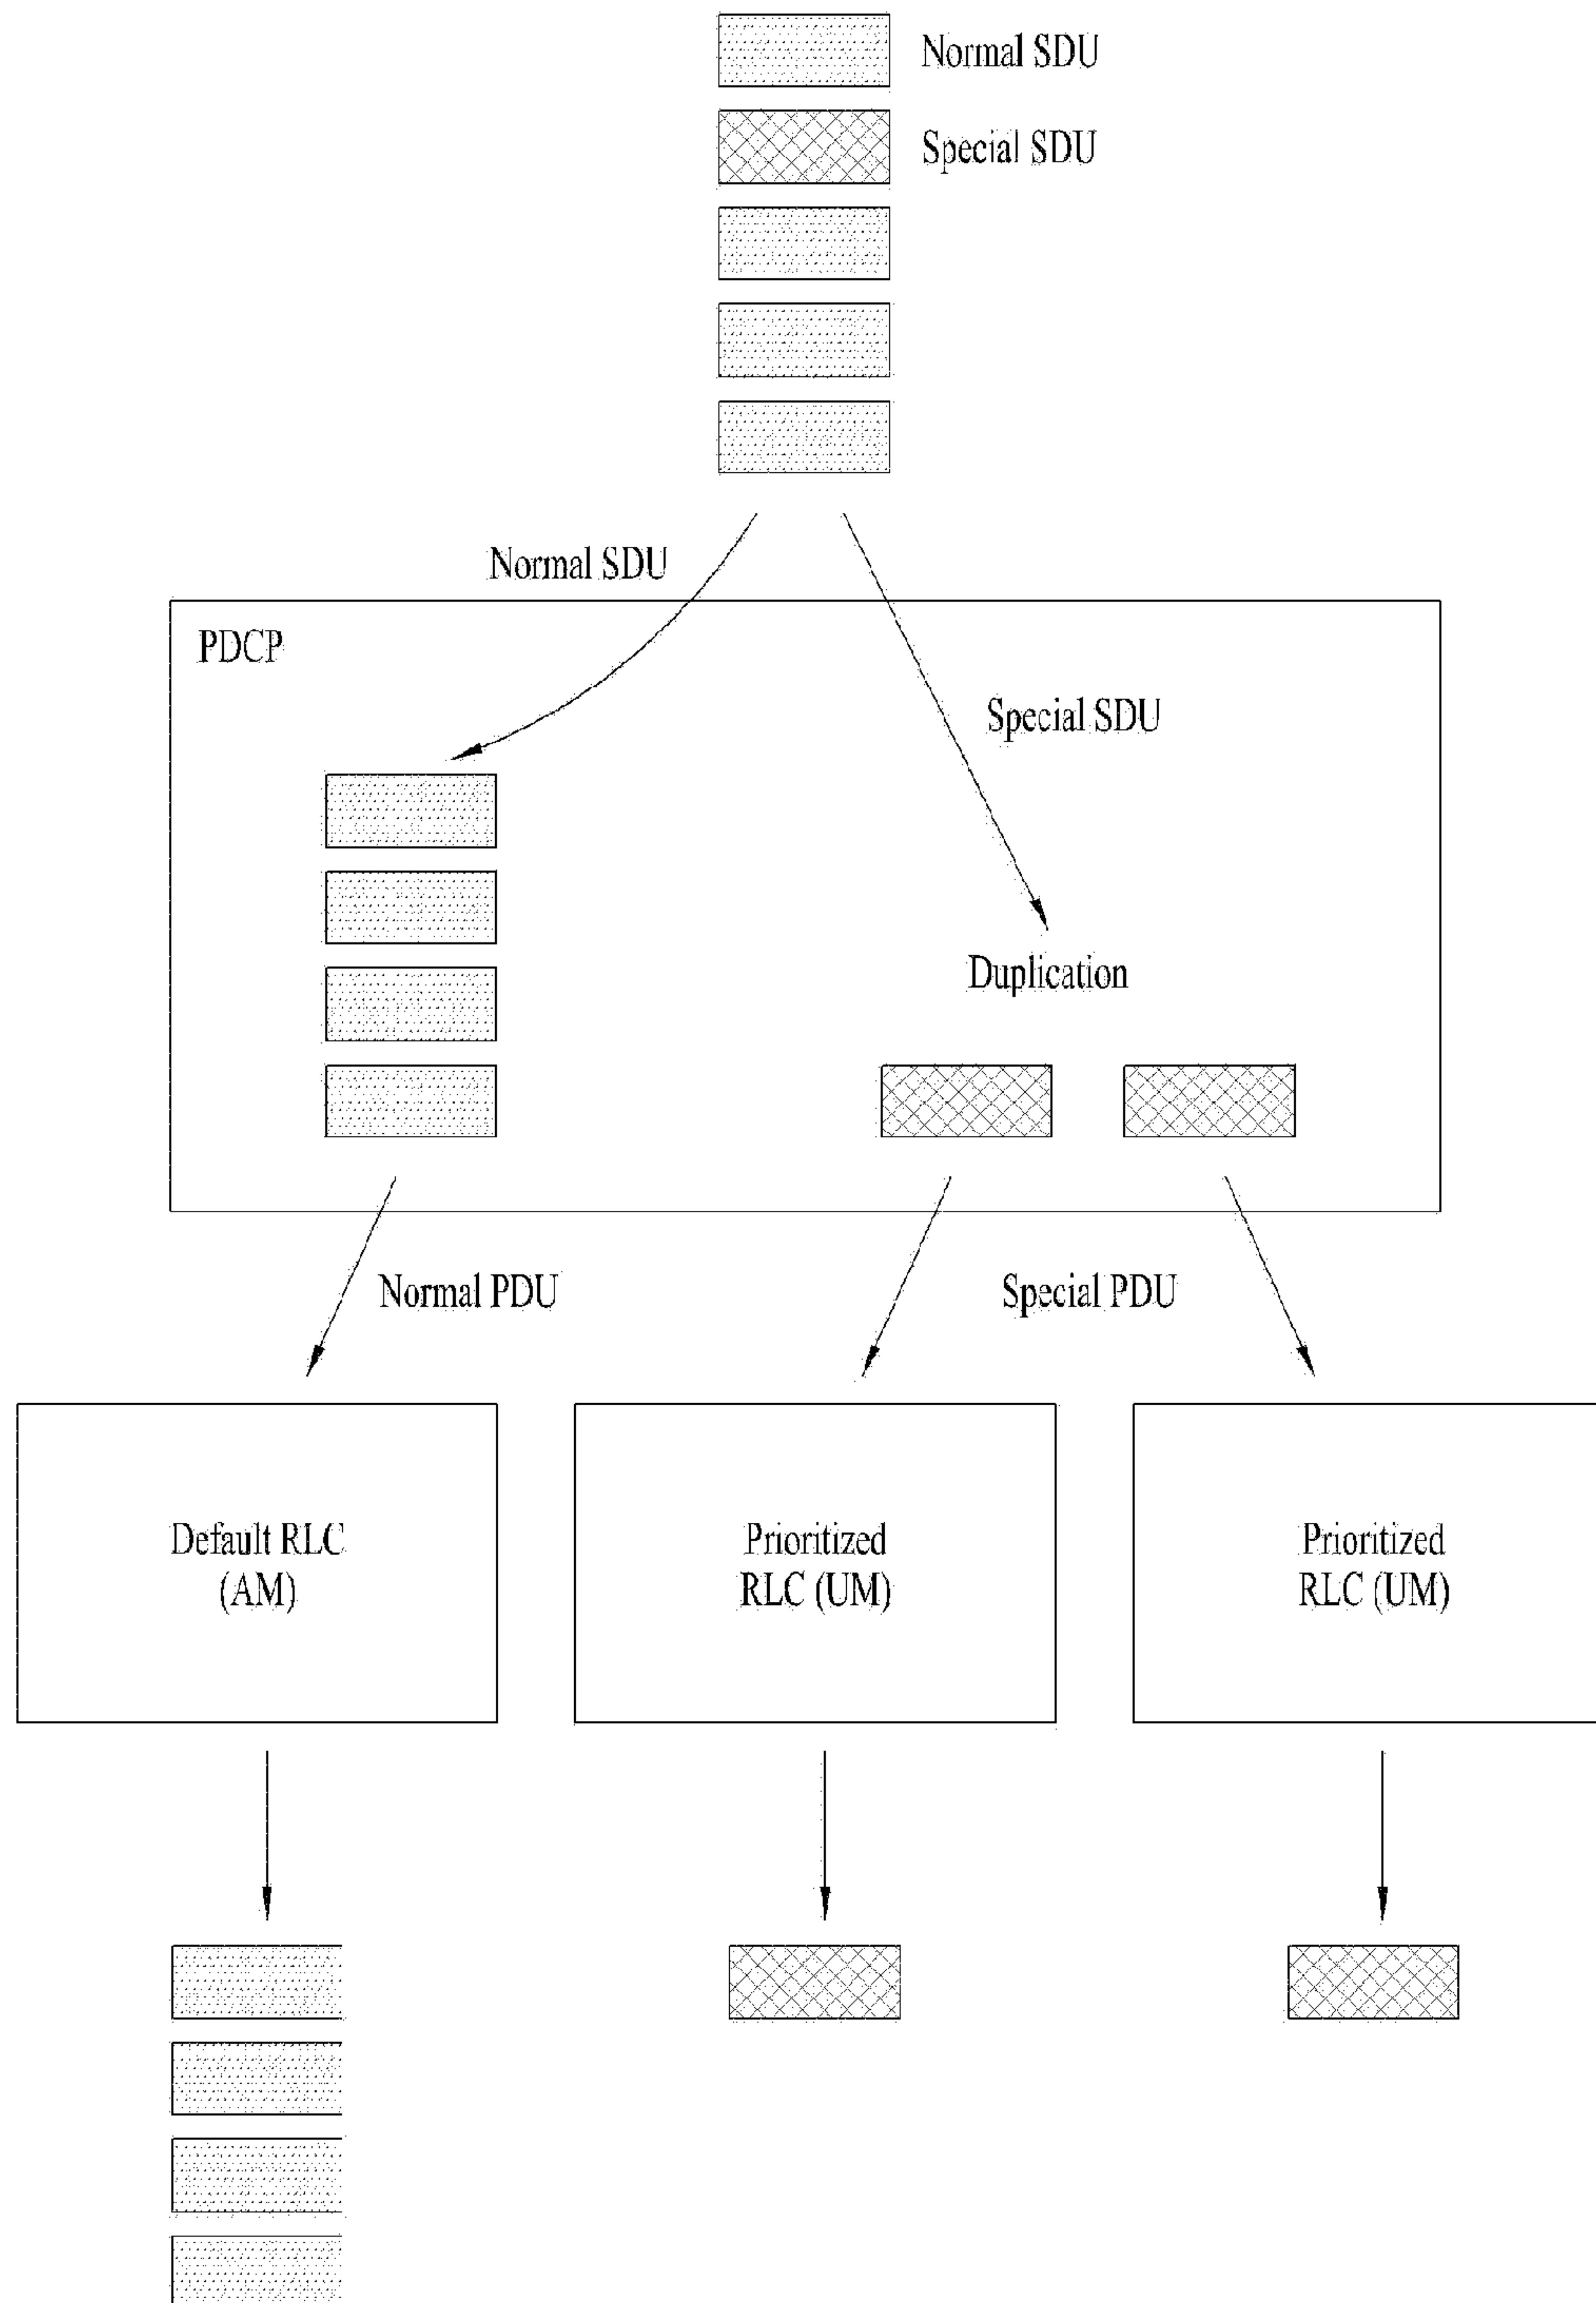 Normal SDU
Special SDU
Normal SDU
PDCP
Special SDU
Duplication
Normal PDU
Special PDU
Default RLC
(AM)
Prioritized
RLC (UM)
Prioritized
RLC (UM)